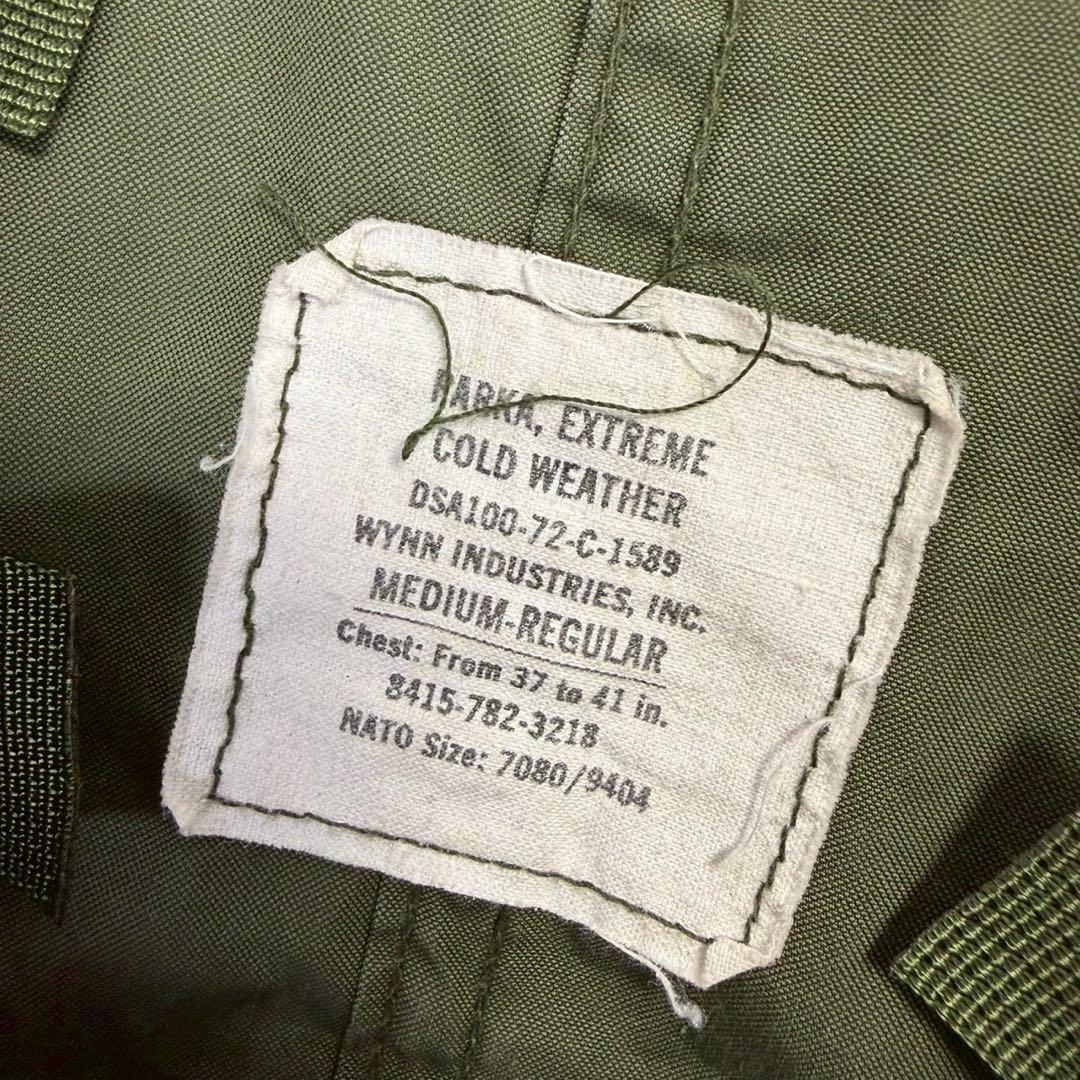 PARKA, EXTREME
COLD WEATHER
DSA100-72-C-1589
WYNN INDUSTRIES, INC.
MEDIUM-REGULAR
Chest: From 37 to 41 in.
8415-782-3218
NATO Size: 7080/9404